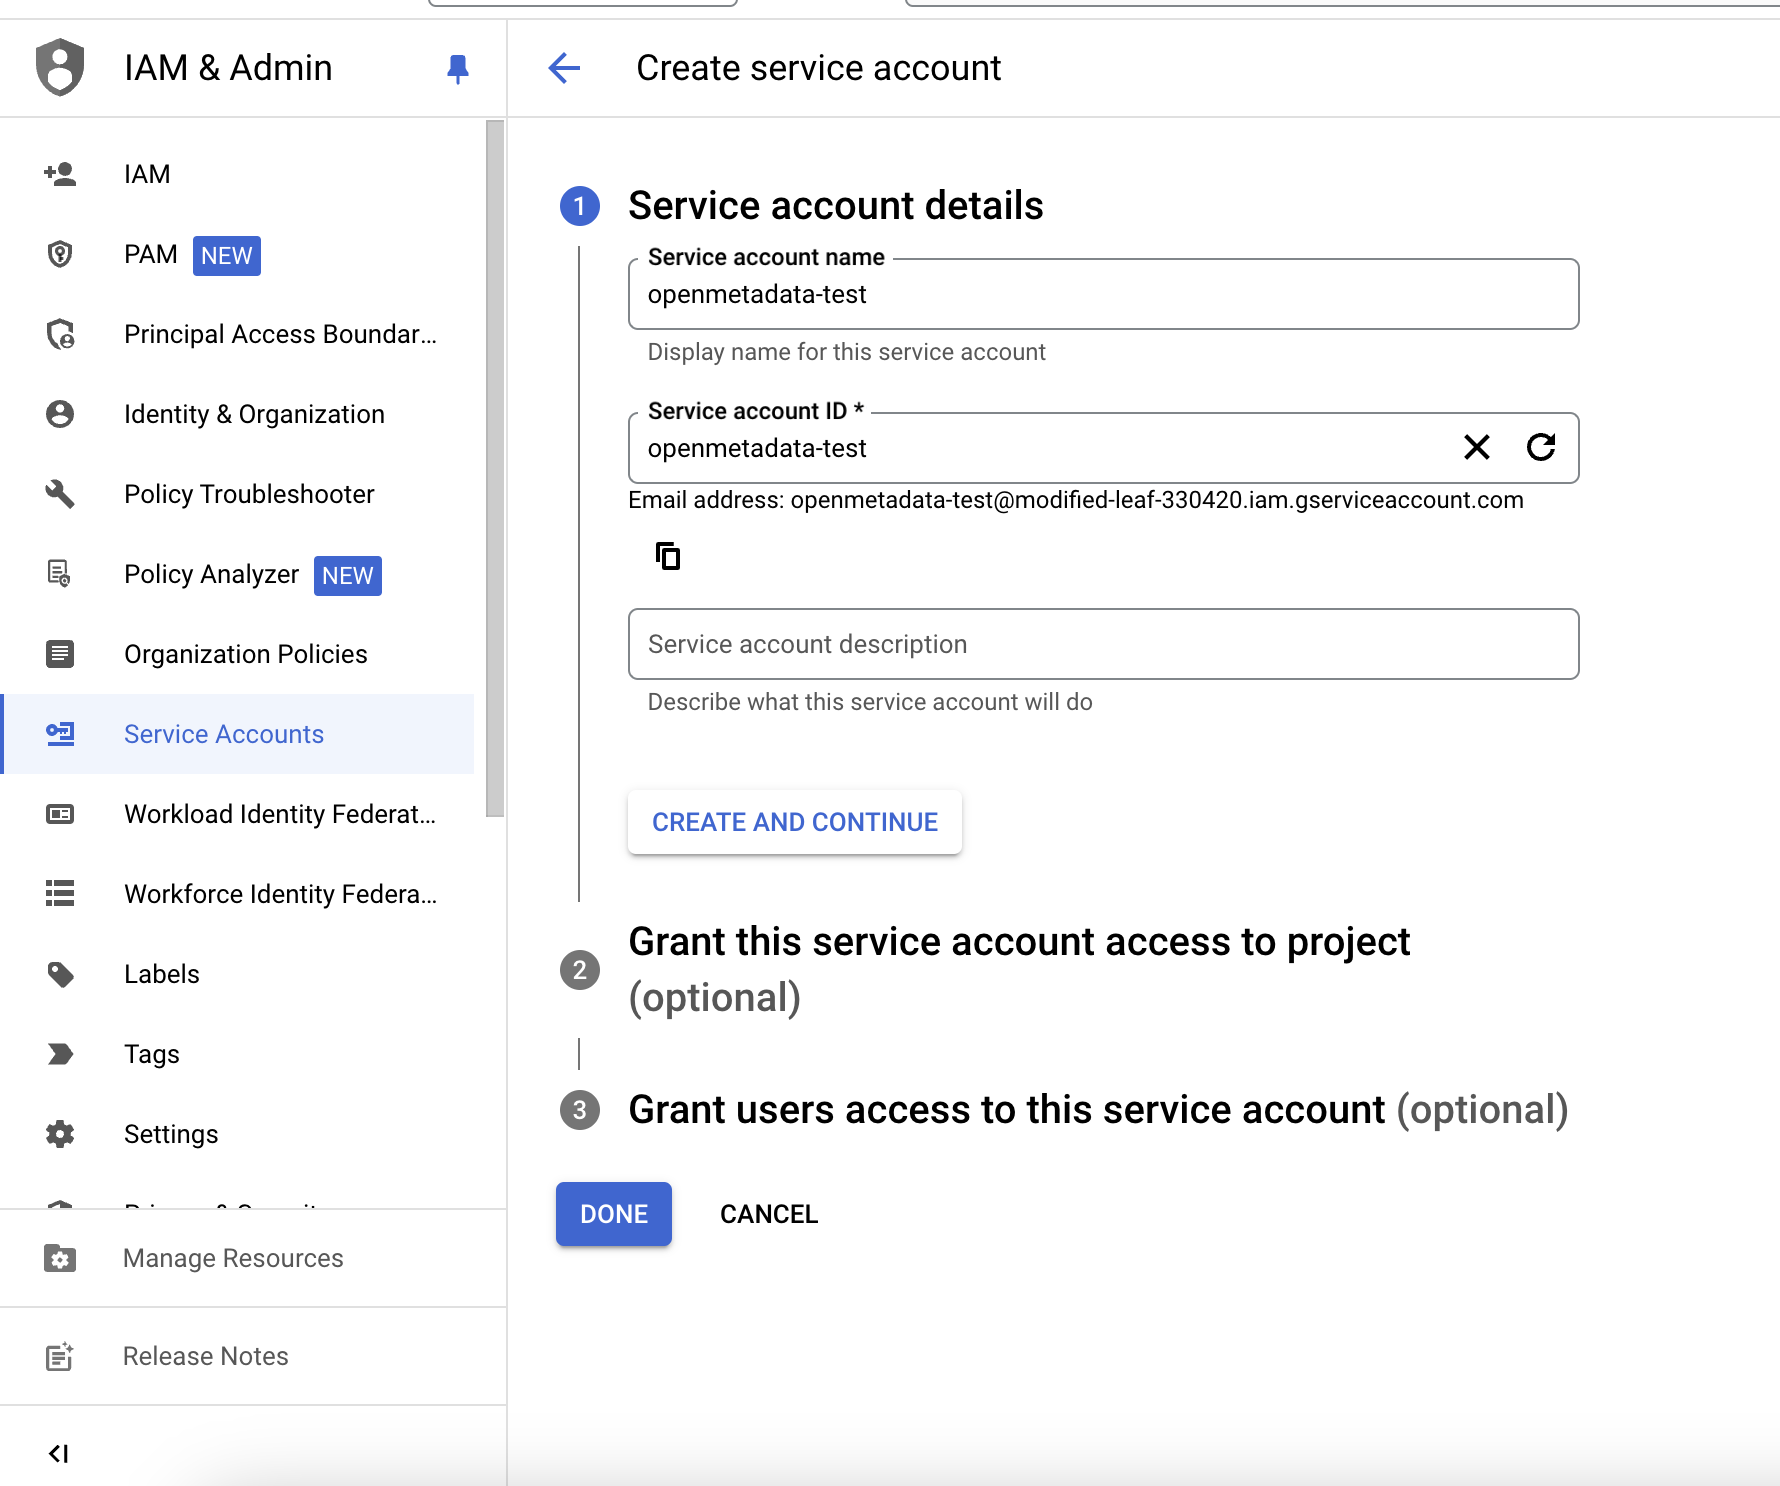 IAM & Admin
Create service account
IAM
PAM NEW
Principal Access Boundar...
Identity & Organization
Policy Troubleshooter
Policy Analyzer NEW
Organization Policies
Service Accounts
Workload Identity Federat...
Workforce Identity Federa...
Labels
Tags
Settings
Manage Resources
Release Notes
1 Service account details
Service account name
openmetadata-test
Display name for this service account
Service account ID *
openmetadata-test
Email address: openmetadata-test@modified-leaf-330420.iam.gserviceaccount.com
Service account description
Describe what this service account will do
CREATE AND CONTINUE
2 Grant this service account access to project
(optional)
3 Grant users access to this service account (optional)
DONE CANCEL